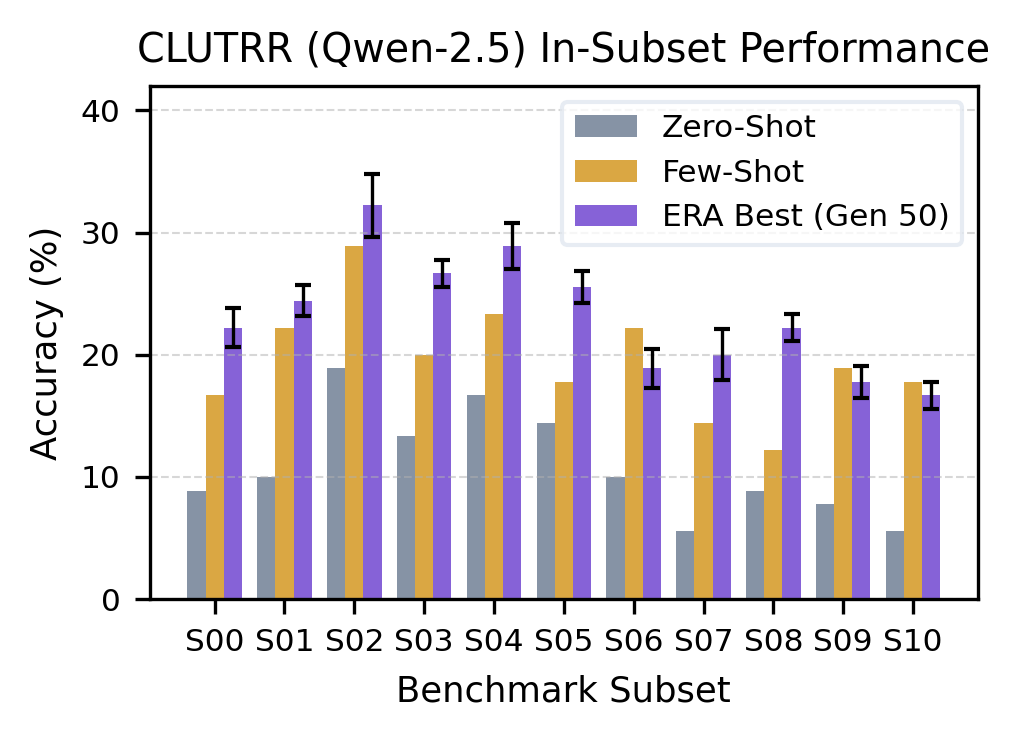 CLUTRR (Qwen-2.5) In-Subset Performance
Zero-Shot
Few-Shot
ERA Best (Gen 50)
Accuracy (%)
40
30
20
10
0
S00 S01 S02 S03 S04 S05 S06 S07 S08 S09 S10
Benchmark Subset